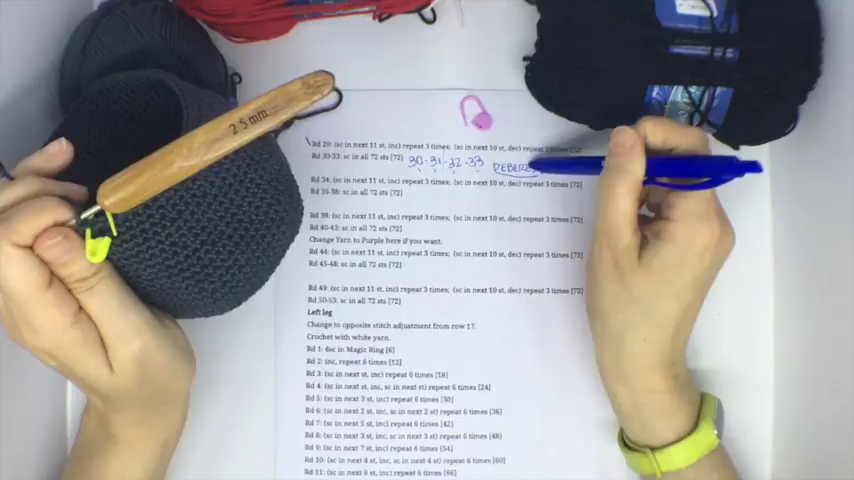 2.5 mm
Rd 29: (sc in next 11 st, inc) repeat 3 times; (sc in next 10 st, dec) repeat 3 times [72]
Rd 30-33: sc in all 72 sts [72] 30-31-32-33
Rd 34: (sc in next 11 st, inc) repeat 3 times; (sc in next 10 st, dec) repeat 3 times [72]
Rd 35-38: sc in all 72 sts [72]
Rd 39: (sc in next 11 st, inc) repeat 3 times; (sc in next 10 st, dec) repeat 3 times [72]
Rd 40-43: sc in all 72 sts [72]
Change Yarn to Purple here if you want.
Rd 44: (sc in next 11 st, inc) repeat 3 times; (sc in next 10 st, dec) repeat 3 times [72]
Rd 45-48: sc in all 72 sts [72]
Rd 49: (sc in next 11 st, inc) repeat 3 times; (sc in next 10 st, dec) repeat 3 times [72]
Rd 50-53: sc in all 72 sts [72]
Left leg
Change to opposite stitch adjustment from row 17.
Crochet with white yarn.
Rd 1: 6sc in Magic Ring [6]
Rd 2: inc, repeat 6 times [12]
Rd 3: (sc in next st, inc) repeat 6 times [18]
Rd 4: (sc in next st, inc, sc in next st) repeat 6 times [24]
Rd 5: (sc in next 3 st, inc) repeat 6 times [30]
Rd 6: (sc in next 2 st, inc, sc in next 2 st) repeat 6 times [36]
Rd 7: (sc in next 5 st, inc) repeat 6 times [42]
Rd 8: (sc in next 3 st, inc, sc in next 3 st) repeat 6 times [48]
Rd 9: (sc in next 7 st, inc) repeat 6 times [54]
Rd 10: (sc in next 4 st, inc, sc in next 4 st) repeat 6 times [60]
Rd 11: (sc in next 9 st, inc) repeat 6 times [66]